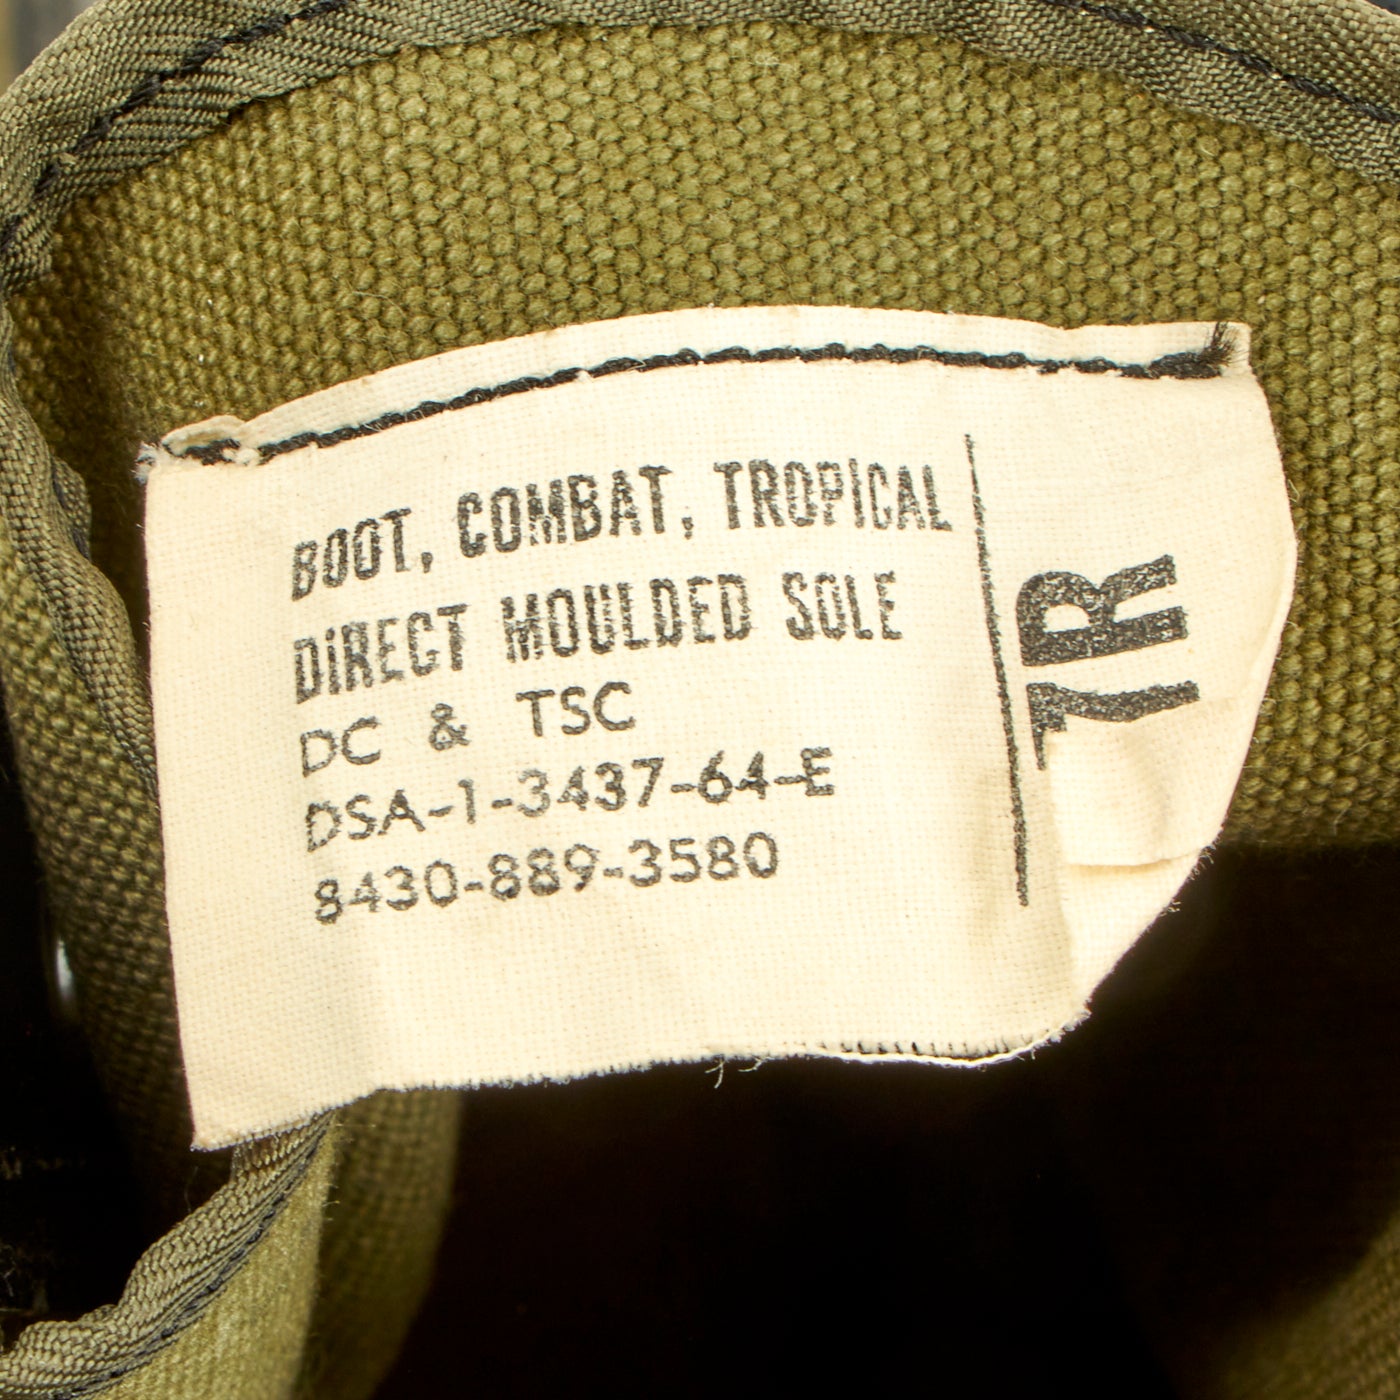 BOOT, COMBAT, TROPICAL
DIRECT MOULDED SOLE
DC & TSC
DSA-1-3437-64-E
8430-889-3580
7R